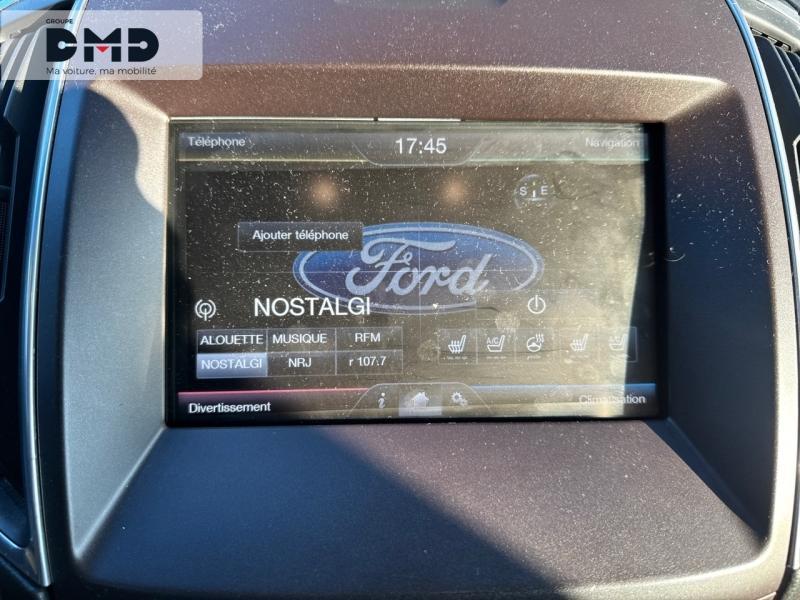 GROUPE
DMD
Ma voiture, ma mobilité
Téléphone
17:45
Navigation
S E
Ajouter téléphone
Ford
NOSTALGI
ALOUETTE MUSIQUE RFM
A/C
NOSTALGI NRJ r 107.7
Divertissement
Climatisation